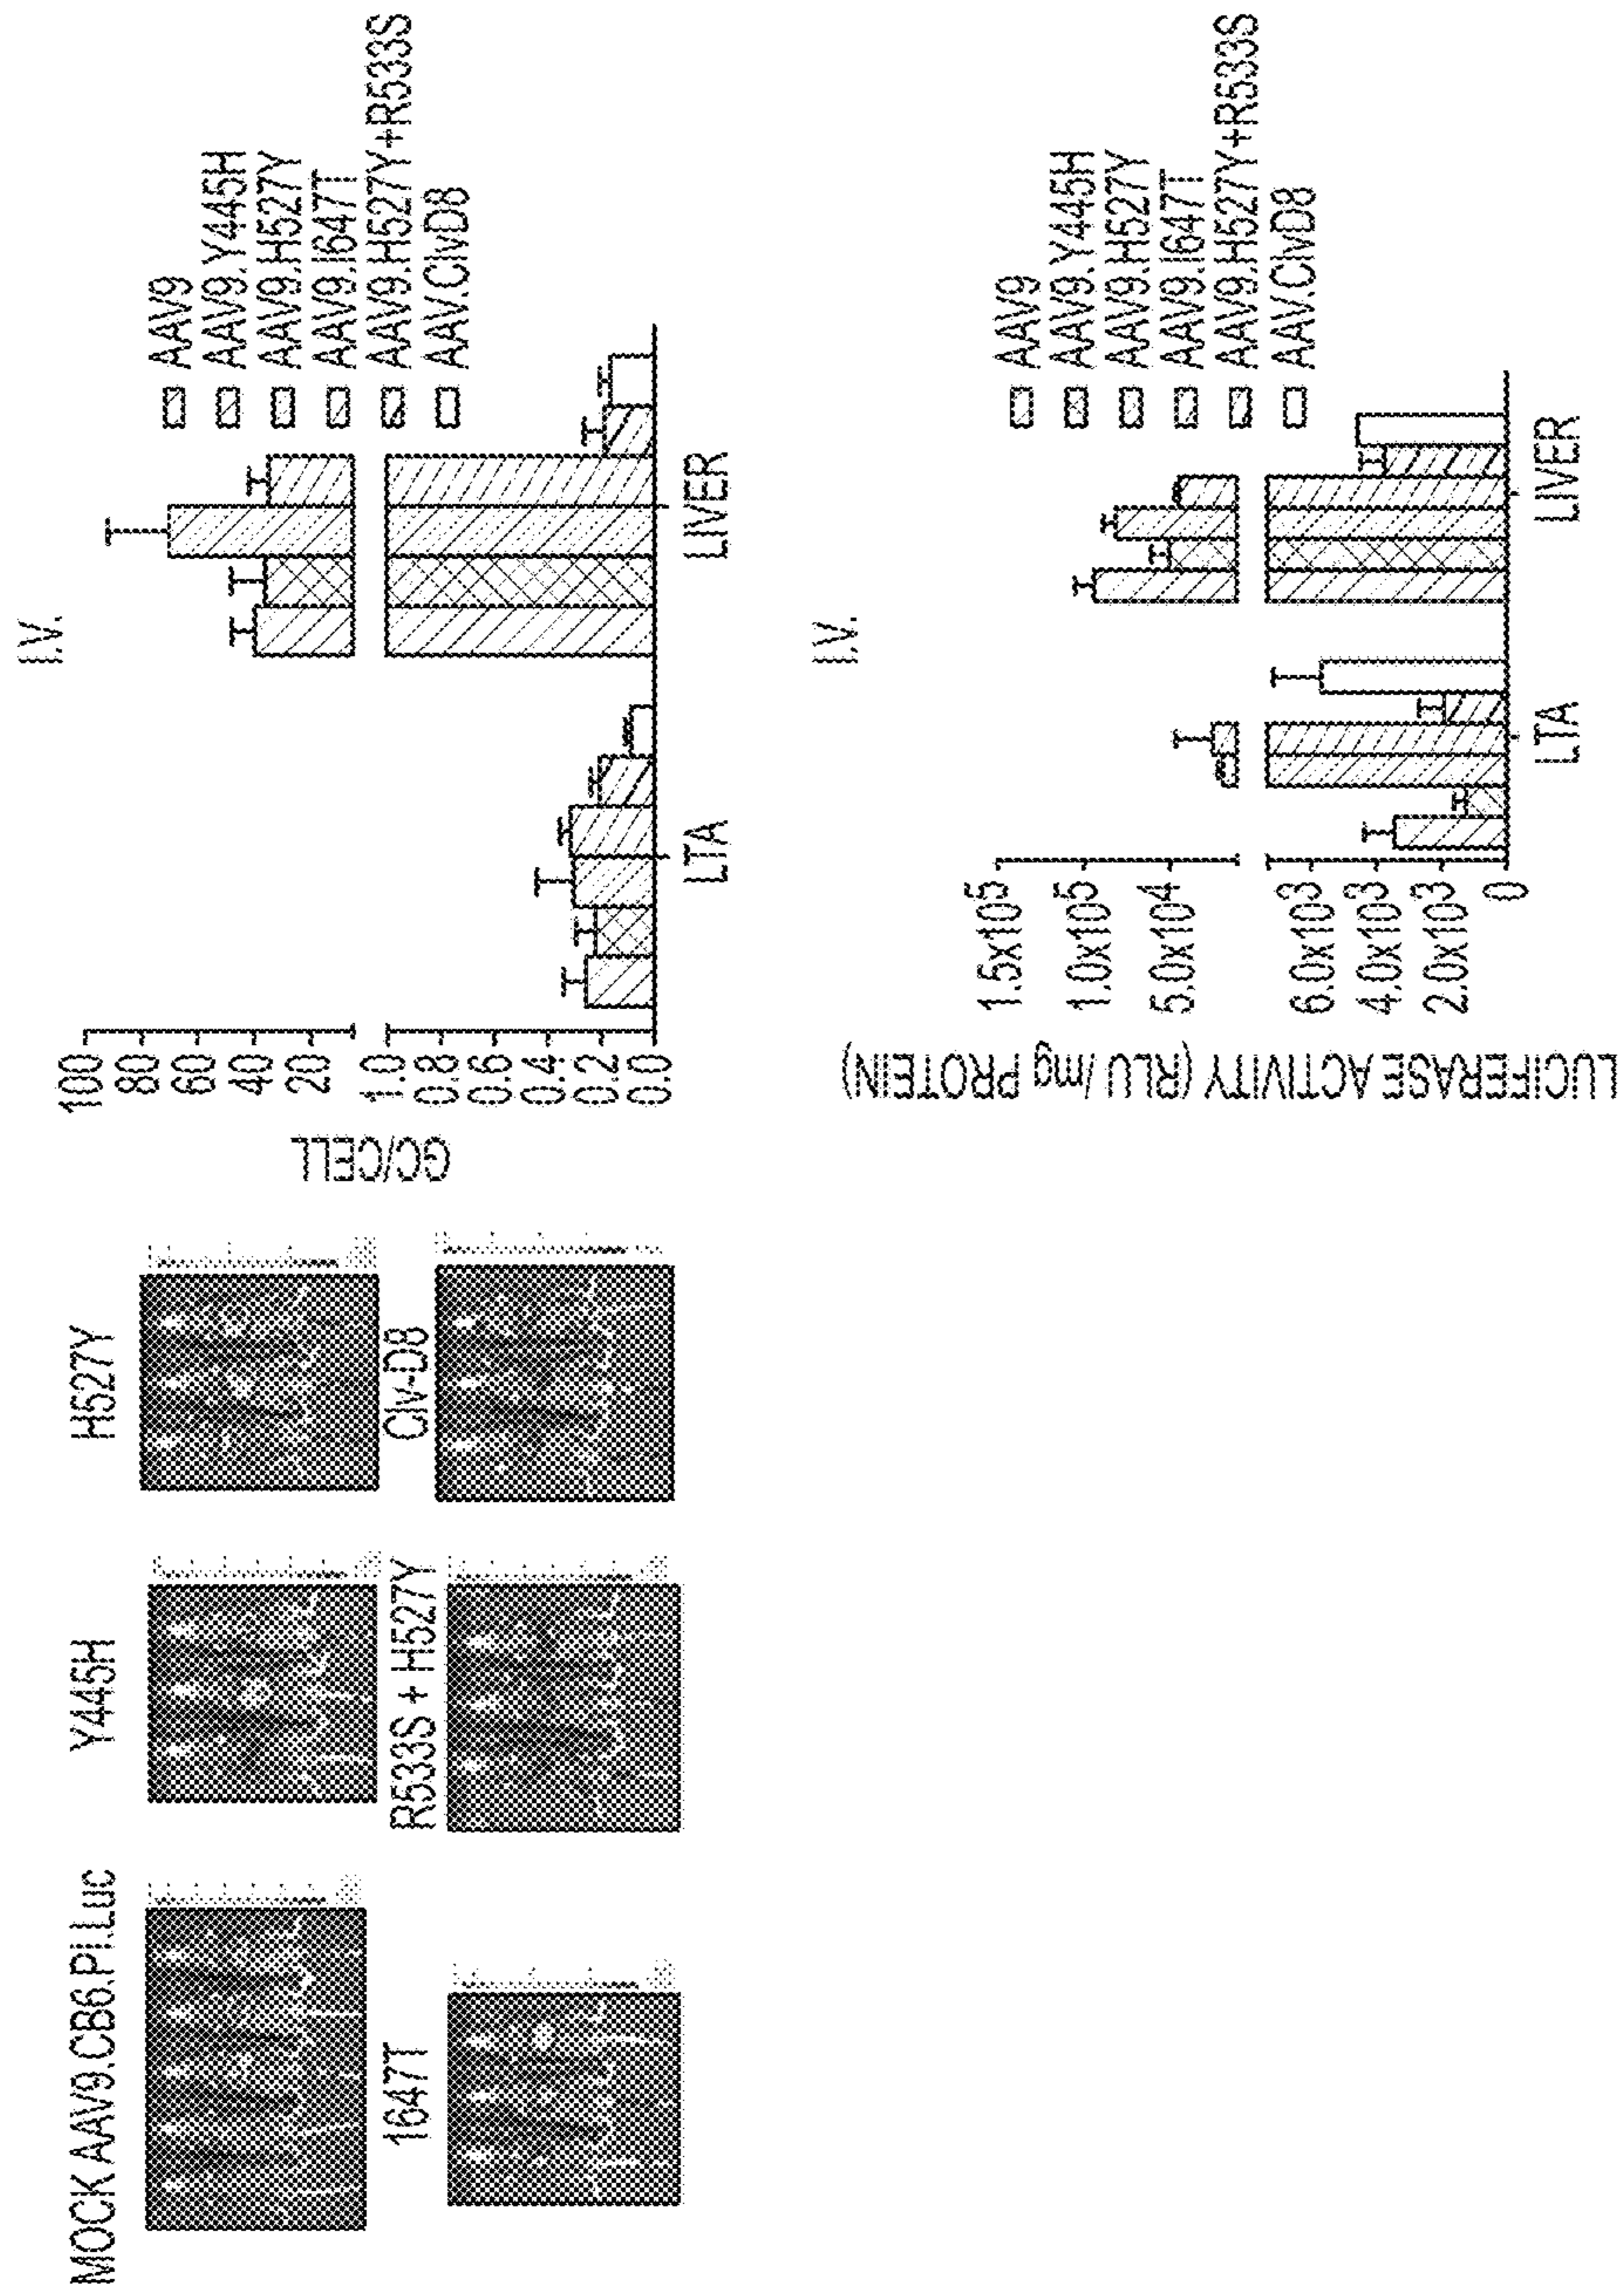 MOCK AAV9.CB6.PI.Luc
Y445H
H527Y
1647T
R533S + H527Y
Clv-D8
I.V.
GC/CELL
100
80
60
40
20
1.0
0.8
0.6
0.4
0.2
0.0
LTA
LIVER
AAV9
AAV9.Y445H
AAV9.H527Y
AAV9.I647T
AAV9.H527Y+R533S
AAV.ClvD8
I.V.
LUCIFERASE ACTIVITY (RLU/mg PROTEIN)
1.5x10⁵
1.0x10⁵
5.0x10⁴
6.0x10³
4.0x10³
2.0x10³
0
LTA
LIVER
AAV9
AAV9.Y445H
AAV9.H527Y
AAV9.I647T
AAV9.H527Y+R533S
AAV.ClvD8